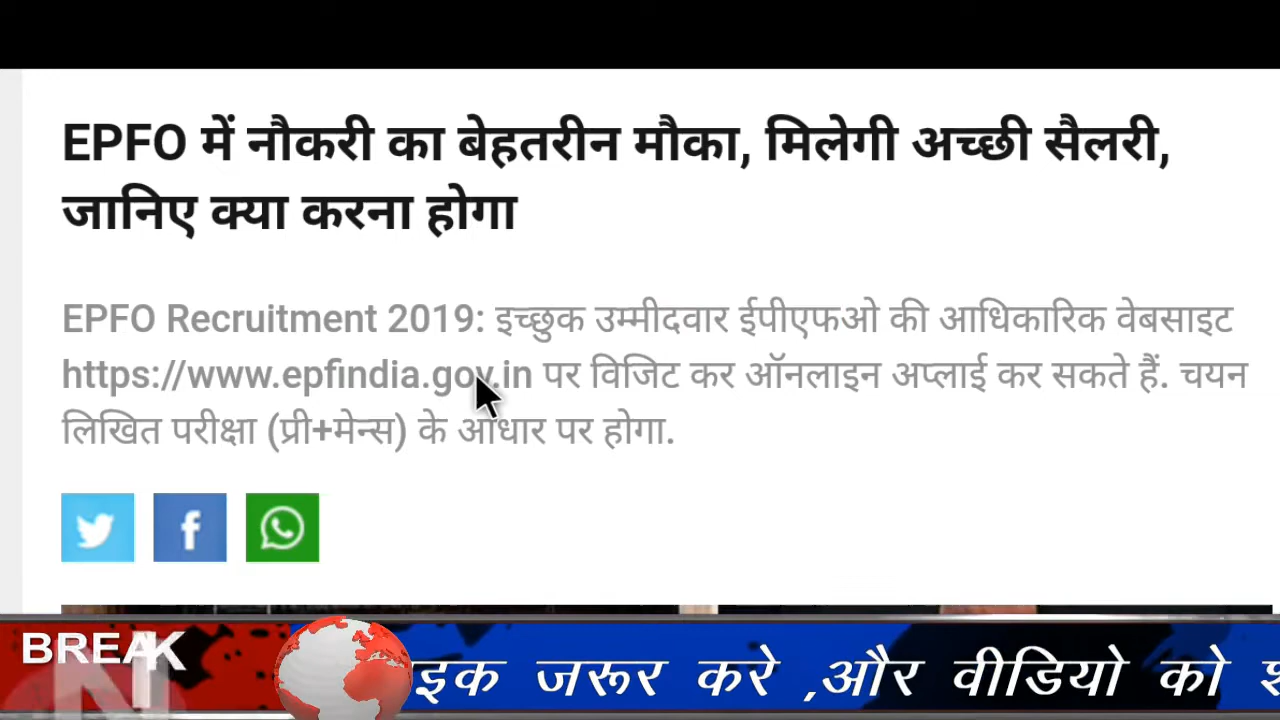 EPFO में नौकरी का बेहतरीन मौका, मिलेगी अच्छी सैलरी,
जानिए क्या करना होगा
EPFO Recruitment 2019: इच्छुक उम्मीदवार ईपीएफओ की आधिकारिक वेबसाइट
https://www.epfindia.gov.in पर विजिट कर ऑनलाइन अप्लाई कर सकते हैं. चयन
लिखित परीक्षा (प्री+मेन्स) के आधार पर होगा.
BREAK
इक जरूर करे ,और वीडियो को